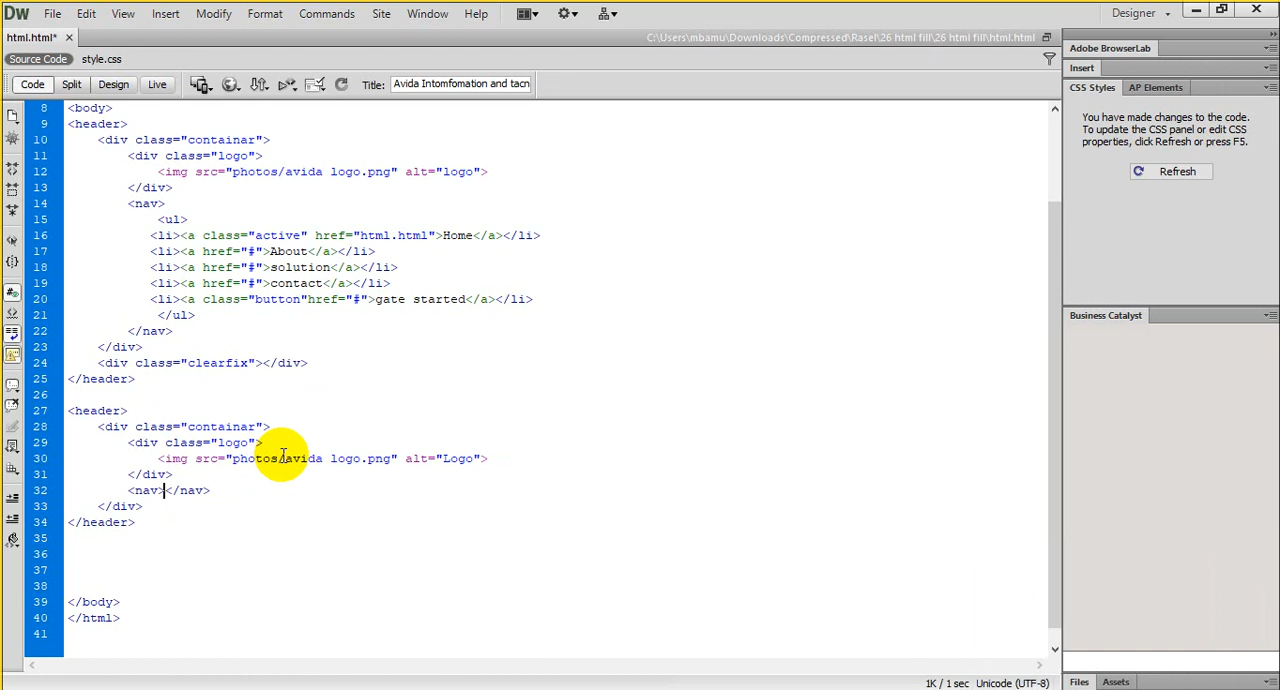 Dw File Edit View Insert Modify Format Commands Site Window Help Designer
html.html* C:\Users\mbamu\Downloads\Compressed\Rasel\26 html fill\26 html fill\html.html
Source Code style.css
Code Split Design Live Title: Avida Intomfomation and tacn
Adobe BrowserLab
Insert
CSS Styles AP Elements
You have made changes to the code.
To update the CSS panel or edit CSS
properties, click Refresh or press F5.
Refresh
Business Catalyst
8 <body>
9 <header>
10 <div class="containar">
11 <div class="logo">
12 <img src="photos/avida logo.png" alt="logo">
13 </div>
14 <nav>
15 <ul>
16 <li><a class="active" href="html.html">Home</a></li>
17 <li><a href="#">About</a></li>
18 <li><a href="#">solution</a></li>
19 <li><a href="#">contact</a></li>
20 <li><a class="button"href="#">gate started</a></li>
21 </ul>
22 </nav>
23 </div>
24 <div class="clearfix"></div>
25 </header>
26
27 <header>
28 <div class="containar">
29 <div class="logo">
30 <img src="photos/avida logo.png" alt="Logo">
31 </div>
32 <nav></nav>
33 </div>
34 </header>
35
36
37
38
39 </body>
40 </html>
41
1K / 1 sec Unicode (UTF-8)
Files Assets